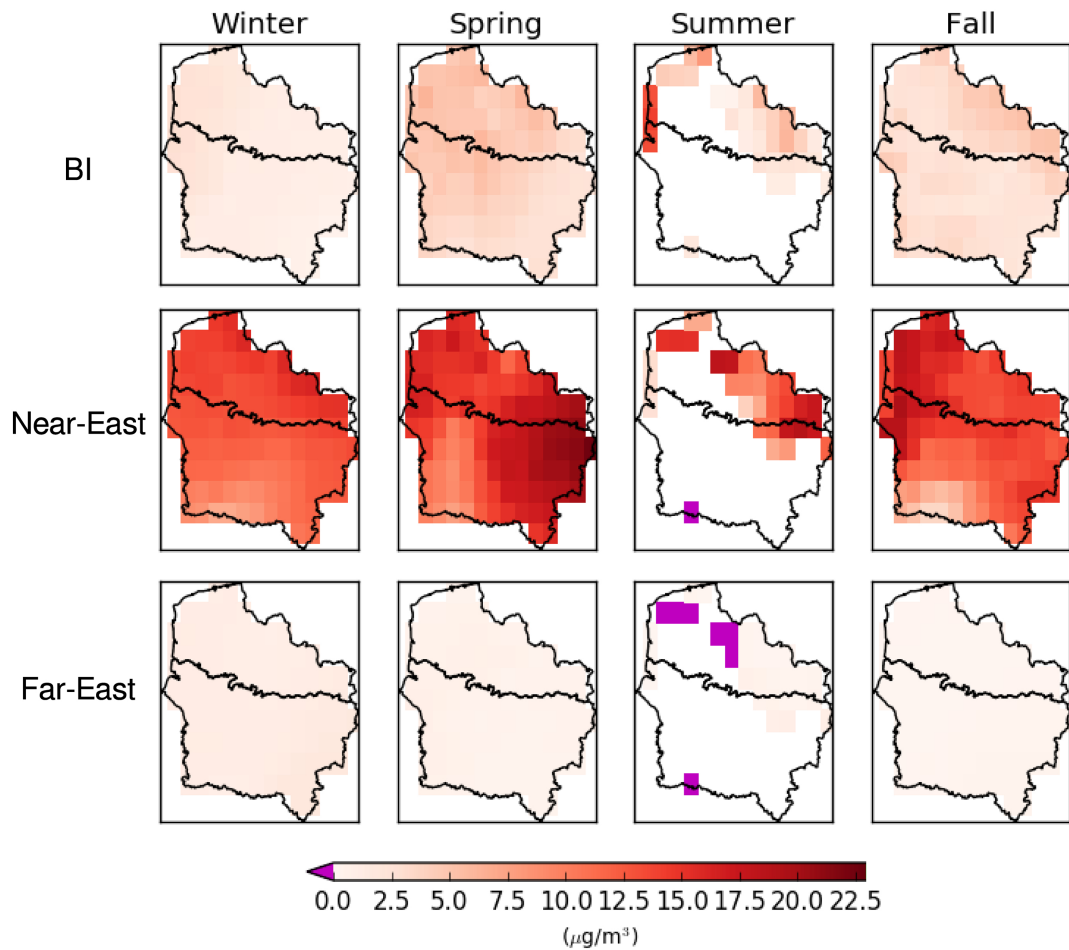 Winter Spring Summer Fall
BI
Near-East
Far-East
0.0 2.5 5.0 7.5 10.0 12.5 15.0 17.5 20.0 22.5
(μg/m³)